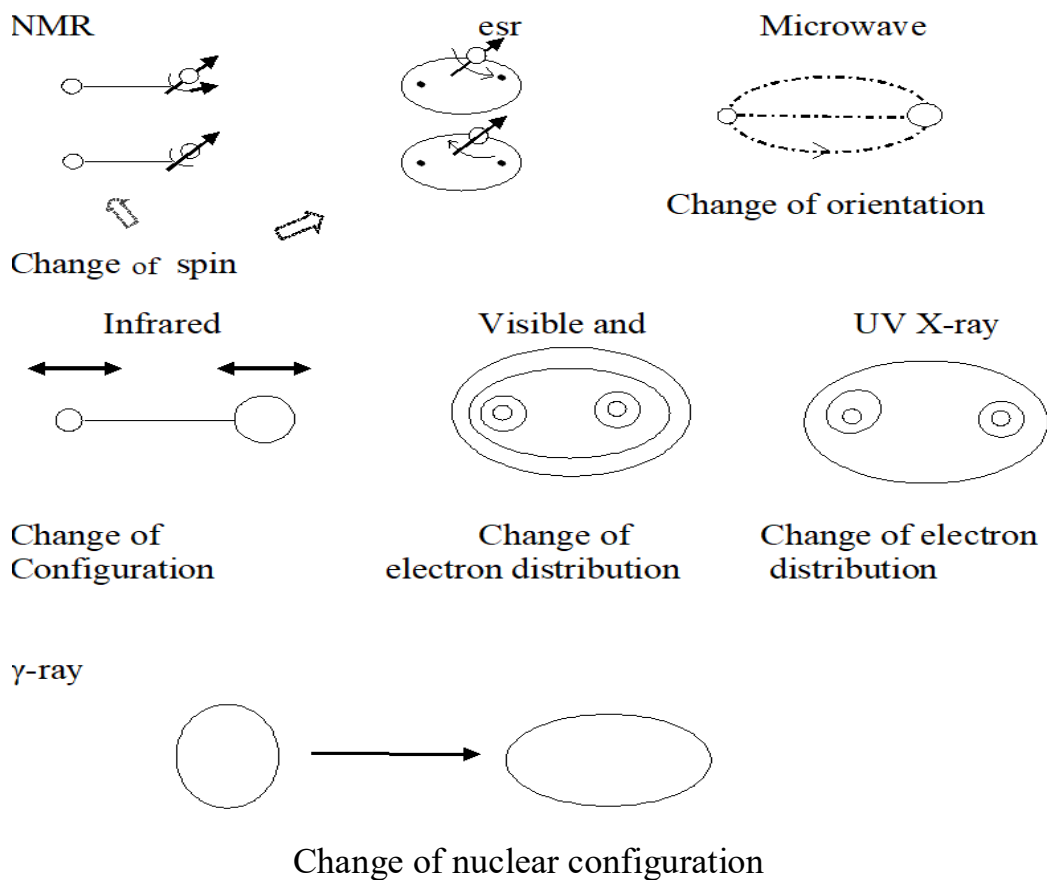 NMR
esr
Microwave
Change of orientation
Change of spin
Infrared
Visible and
UV X-ray
Change of
Configuration
Change of
electron distribution
Change of electron
distribution
γ-ray
Change of nuclear configuration